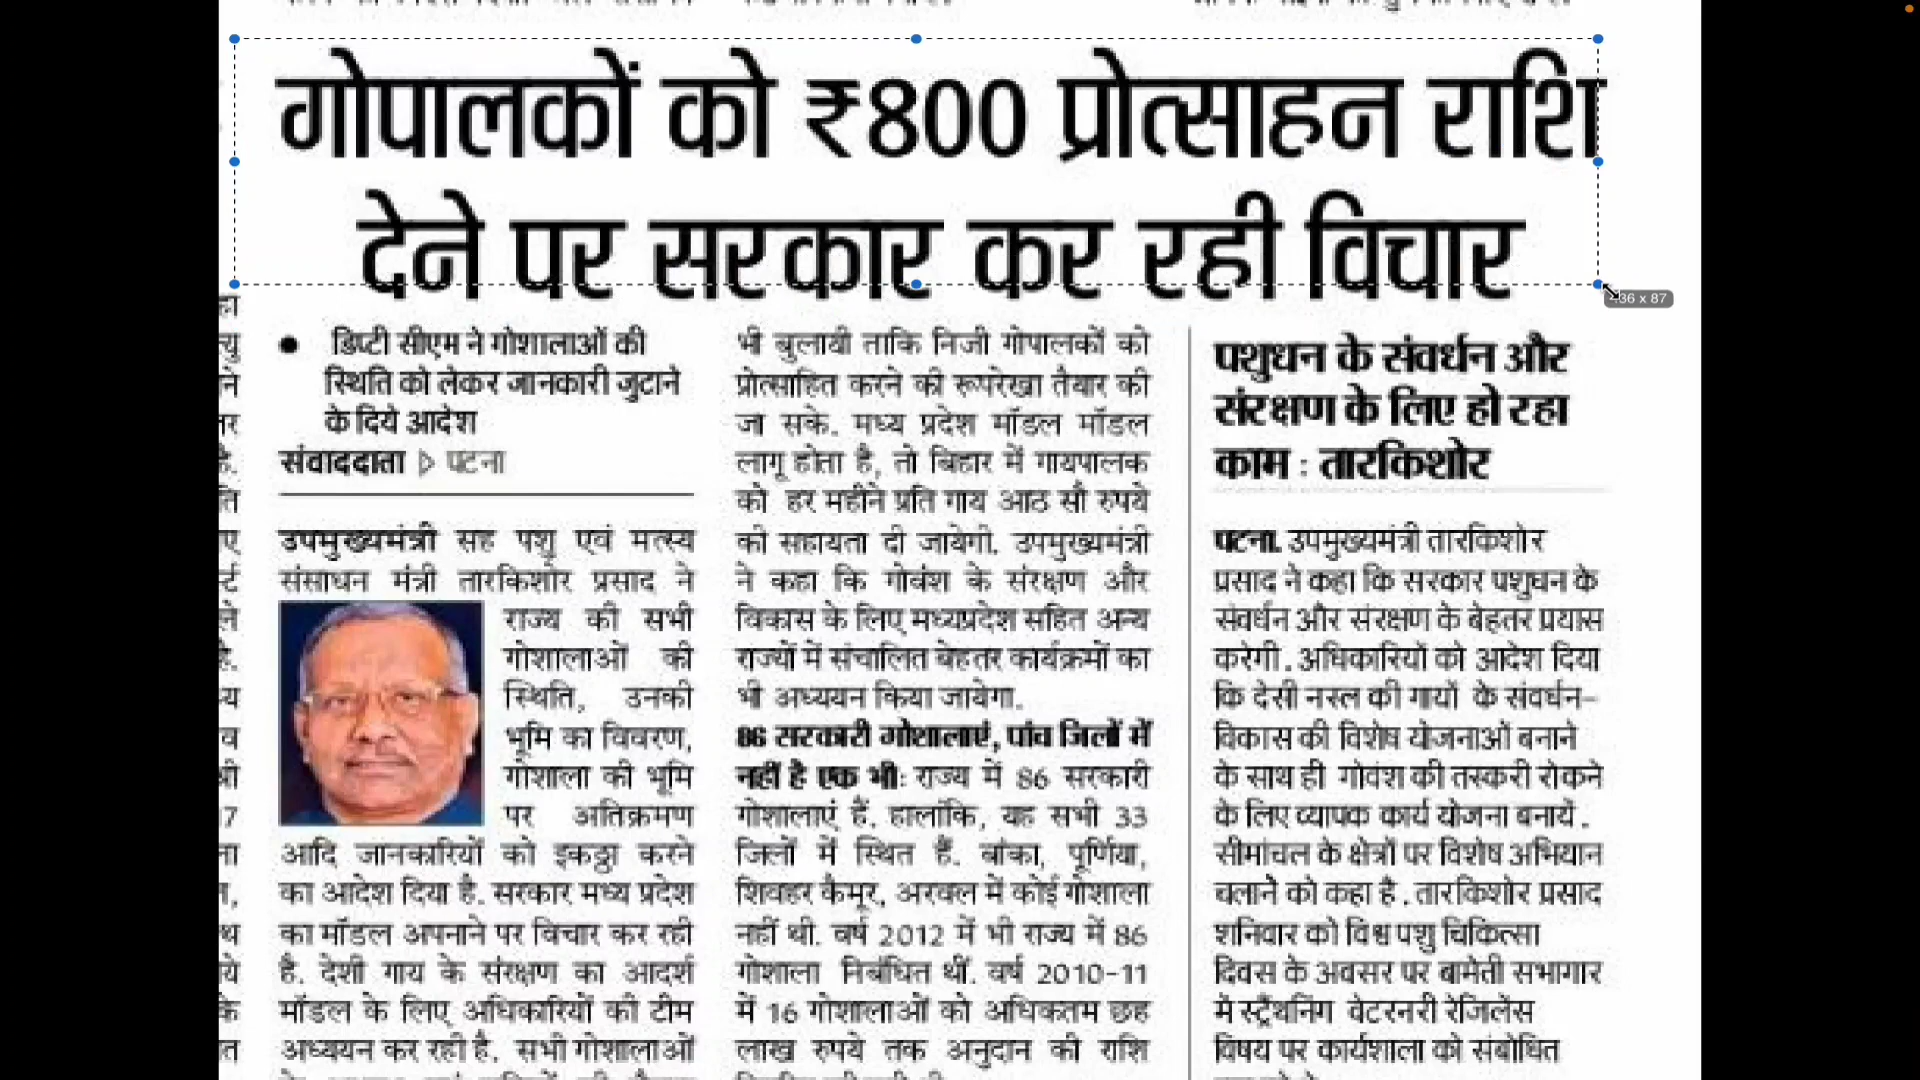 गोपालकों को ₹800 प्रोत्साहन राशि
देने पर सरकार कर रही विचार
436 x 87
● डिप्टी सीएम ने गोशालाओं की
स्थिति को लेकर जानकारी जुटाने
के दिये आदेश
संवाददाता ▷ पटना
उपमुख्यमंत्री सह पशु एवं मत्स्य
संसाधन मंत्री तारकिशोर प्रसाद ने
राज्य की सभी
गोशालाओं की
स्थिति, उनकी
भूमि का विवरण,
गोशाला की भूमि
पर अतिक्रमण
आदि जानकारियों को इकठ्ठा करने
का आदेश दिया है. सरकार मध्य प्रदेश
का मॉडल अपनाने पर विचार कर रही
है. देशी गाय के संरक्षण का आदर्श
मॉडल के लिए अधिकारियों की टीम
अध्ययन कर रही है. सभी गोशालाओं
भी बुलायी ताकि निजी गोपालकों को
प्रोत्साहित करने की रूपरेखा तैयार की
जा सके. मध्य प्रदेश मॉडल मॉडल
लागू होता है, तो बिहार में गायपालक
को हर महीने प्रति गाय आठ सौ रुपये
की सहायता दी जायेगी. उपमुख्यमंत्री
ने कहा कि गोवंश के संरक्षण और
विकास के लिए मध्यप्रदेश सहित अन्य
राज्यों में संचालित बेहतर कार्यक्रमों का
भी अध्ययन किया जायेगा.
86 सरकारी गोशालाएं, पांच जिलों में
नहीं है एक भी: राज्य में 86 सरकारी
गोशालाएं हैं. हालांकि, यह सभी 33
जिलों में स्थित हैं. बांका, पूर्णिया,
शिवहर कैमूर, अरवल में कोई गोशाला
नहीं थी. वर्ष 2012 में भी राज्य में 86
गोशाला निबंधित थीं. वर्ष 2010-11
में 16 गोशालाओं को अधिकतम छह
लाख रुपये तक अनुदान की राशि
पशुधन के संवर्धन और
संरक्षण के लिए हो रहा
काम : तारकिशोर
पटना. उपमुख्यमंत्री तारकिशोर
प्रसाद ने कहा कि सरकार पशुधन के
संवर्धन और संरक्षण के बेहतर प्रयास
करेगी. अधिकारियों को आदेश दिया
कि देसी नस्ल की गायों के संवर्धन-
विकास की विशेष योजनाओं बनाने
के साथ ही गोवंश की तस्करी रोकने
के लिए व्यापक कार्य योजना बनायें.
सीमांचल के क्षेत्रों पर विशेष अभियान
चलाने को कहा है. तारकिशोर प्रसाद
शनिवार को विश्व पशु चिकित्सा
दिवस के अवसर पर बामेती सभागार
में स्ट्रैंथनिंग वेटरनरी रेजिलेंस
विषय पर कार्यशाला को संबोधित